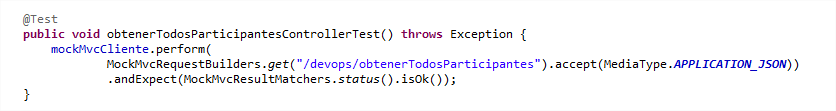 @Test
public void obtenerTodosParticipantesControllerTest() throws Exception {
mockMvcCliente.perform(
MockMvcRequestBuilders.get("/devops/obtenerTodosParticipantes").accept(MediaType.APPLICATION_JSON))
.andExpect(MockMvcResultMatchers.status().isOk());
}